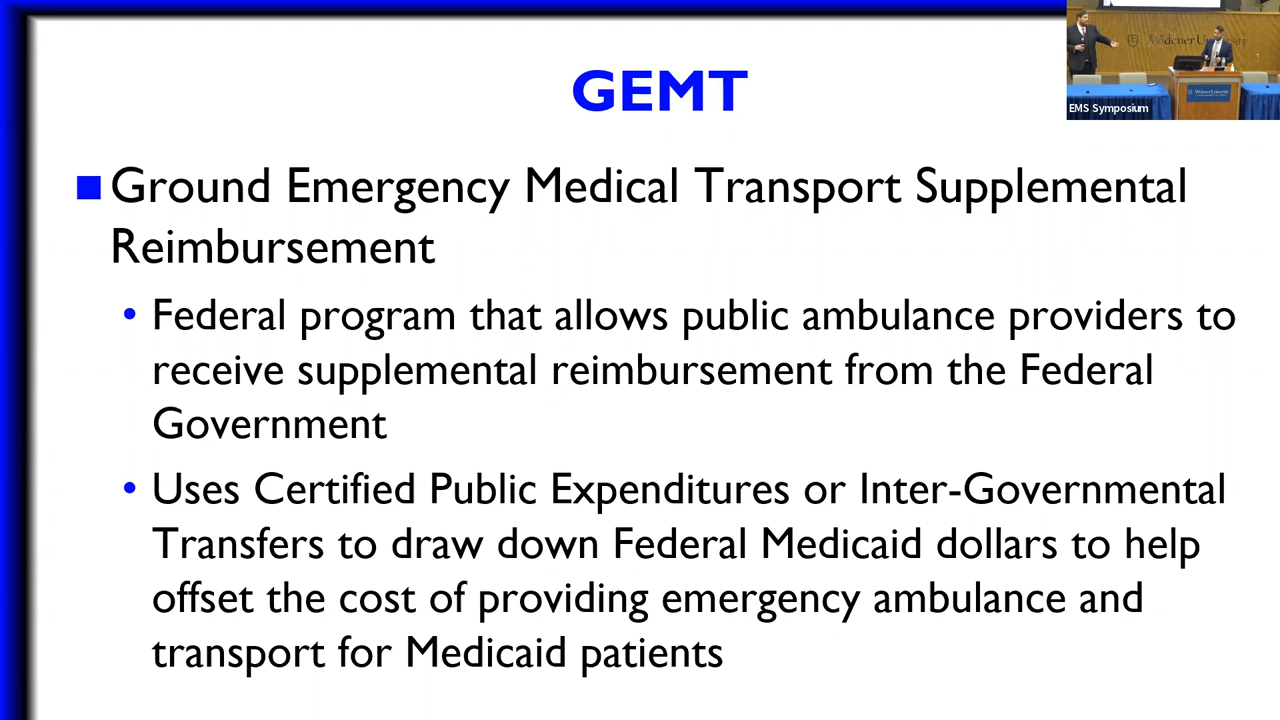 GEMT
Widener University
EMS Symposium
Ground Emergency Medical Transport Supplemental
Reimbursement
• Federal program that allows public ambulance providers to
receive supplemental reimbursement from the Federal
Government
• Uses Certified Public Expenditures or Inter-Governmental
Transfers to draw down Federal Medicaid dollars to help
offset the cost of providing emergency ambulance and
transport for Medicaid patients